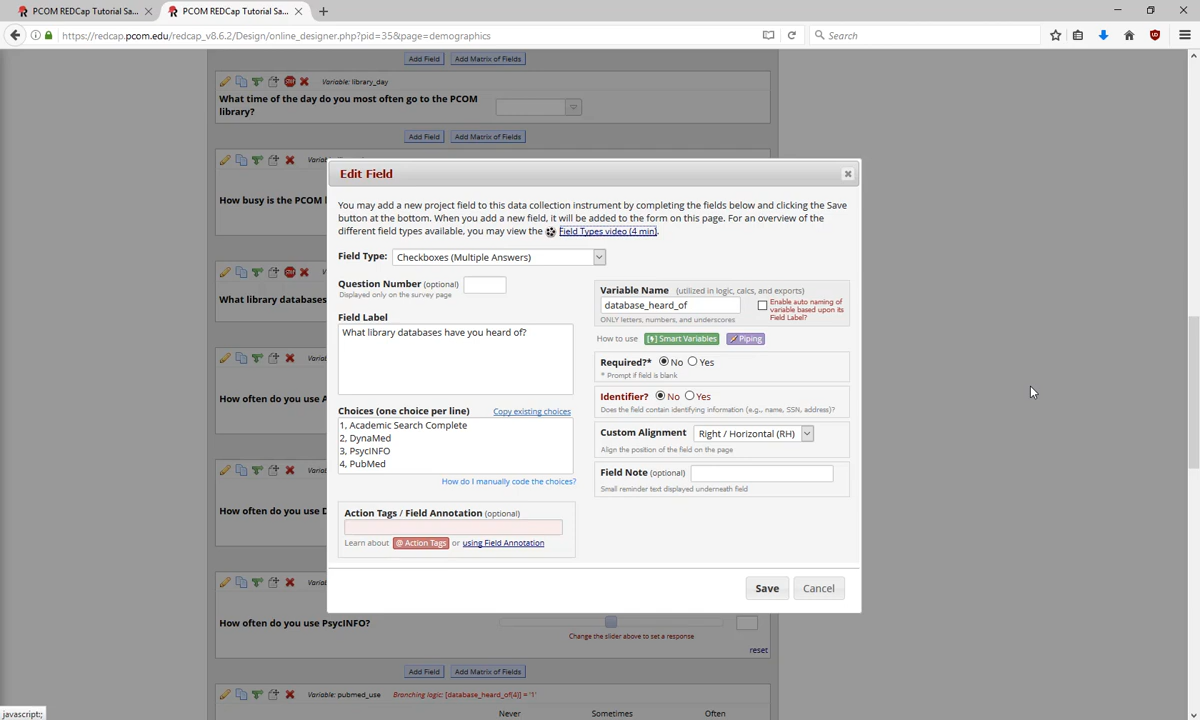 PCOM REDCap Tutorial Sa...
PCOM REDCap Tutorial Sa...
https://redcap.pcom.edu/redcap_v8.6.2/Design/online_designer.php?pid=35&page=demographics
Search
Add Field
Add Matrix of Fields
Variable: library_day
What time of the day do you most often go to the PCOM
library?
Add Field
Add Matrix of Fields
How busy is the PCOM
What library databases
How often do you use
How often do you use
Edit Field
You may add a new project field to this data collection instrument by completing the fields below and clicking the Save
button at the bottom. When you add a new field, it will be added to the form on this page. For an overview of the
different field types available, you may view the Field Types video (4 min).
Field Type: Checkboxes (Multiple Answers)
Question Number (optional)
Displayed only on the survey page
Field Label
What library databases have you heard of?
Choices (one choice per line) Copy existing choices
1, Academic Search Complete
2, DynaMed
3, PsycINFO
4, PubMed
How do I manually code the choices?
Action Tags / Field Annotation (optional)
Learn about @ Action Tags or using Field Annotation
Variable Name (utilized in logic, calcs, and exports)
database_heard_of
Enable auto naming of
variable based upon its
Field Label?
ONLY letters, numbers, and underscores
How to use Smart Variables Piping
Required?* No Yes
* Prompt if field is blank
Identifier? No Yes
Does the field contain identifying information (e.g., name, SSN, address)?
Custom Alignment Right / Horizontal (RH)
Align the position of the field on the page
Field Note (optional)
Small reminder text displayed underneath field
Save
Cancel
How often do you use PsycINFO?
Change the slider above to set a response
reset
Add Field
Add Matrix of Fields
Variable: pubmed_use Branching logic: [database_heard_of(4)] = '1'
Never Sometimes Often
javascript:;